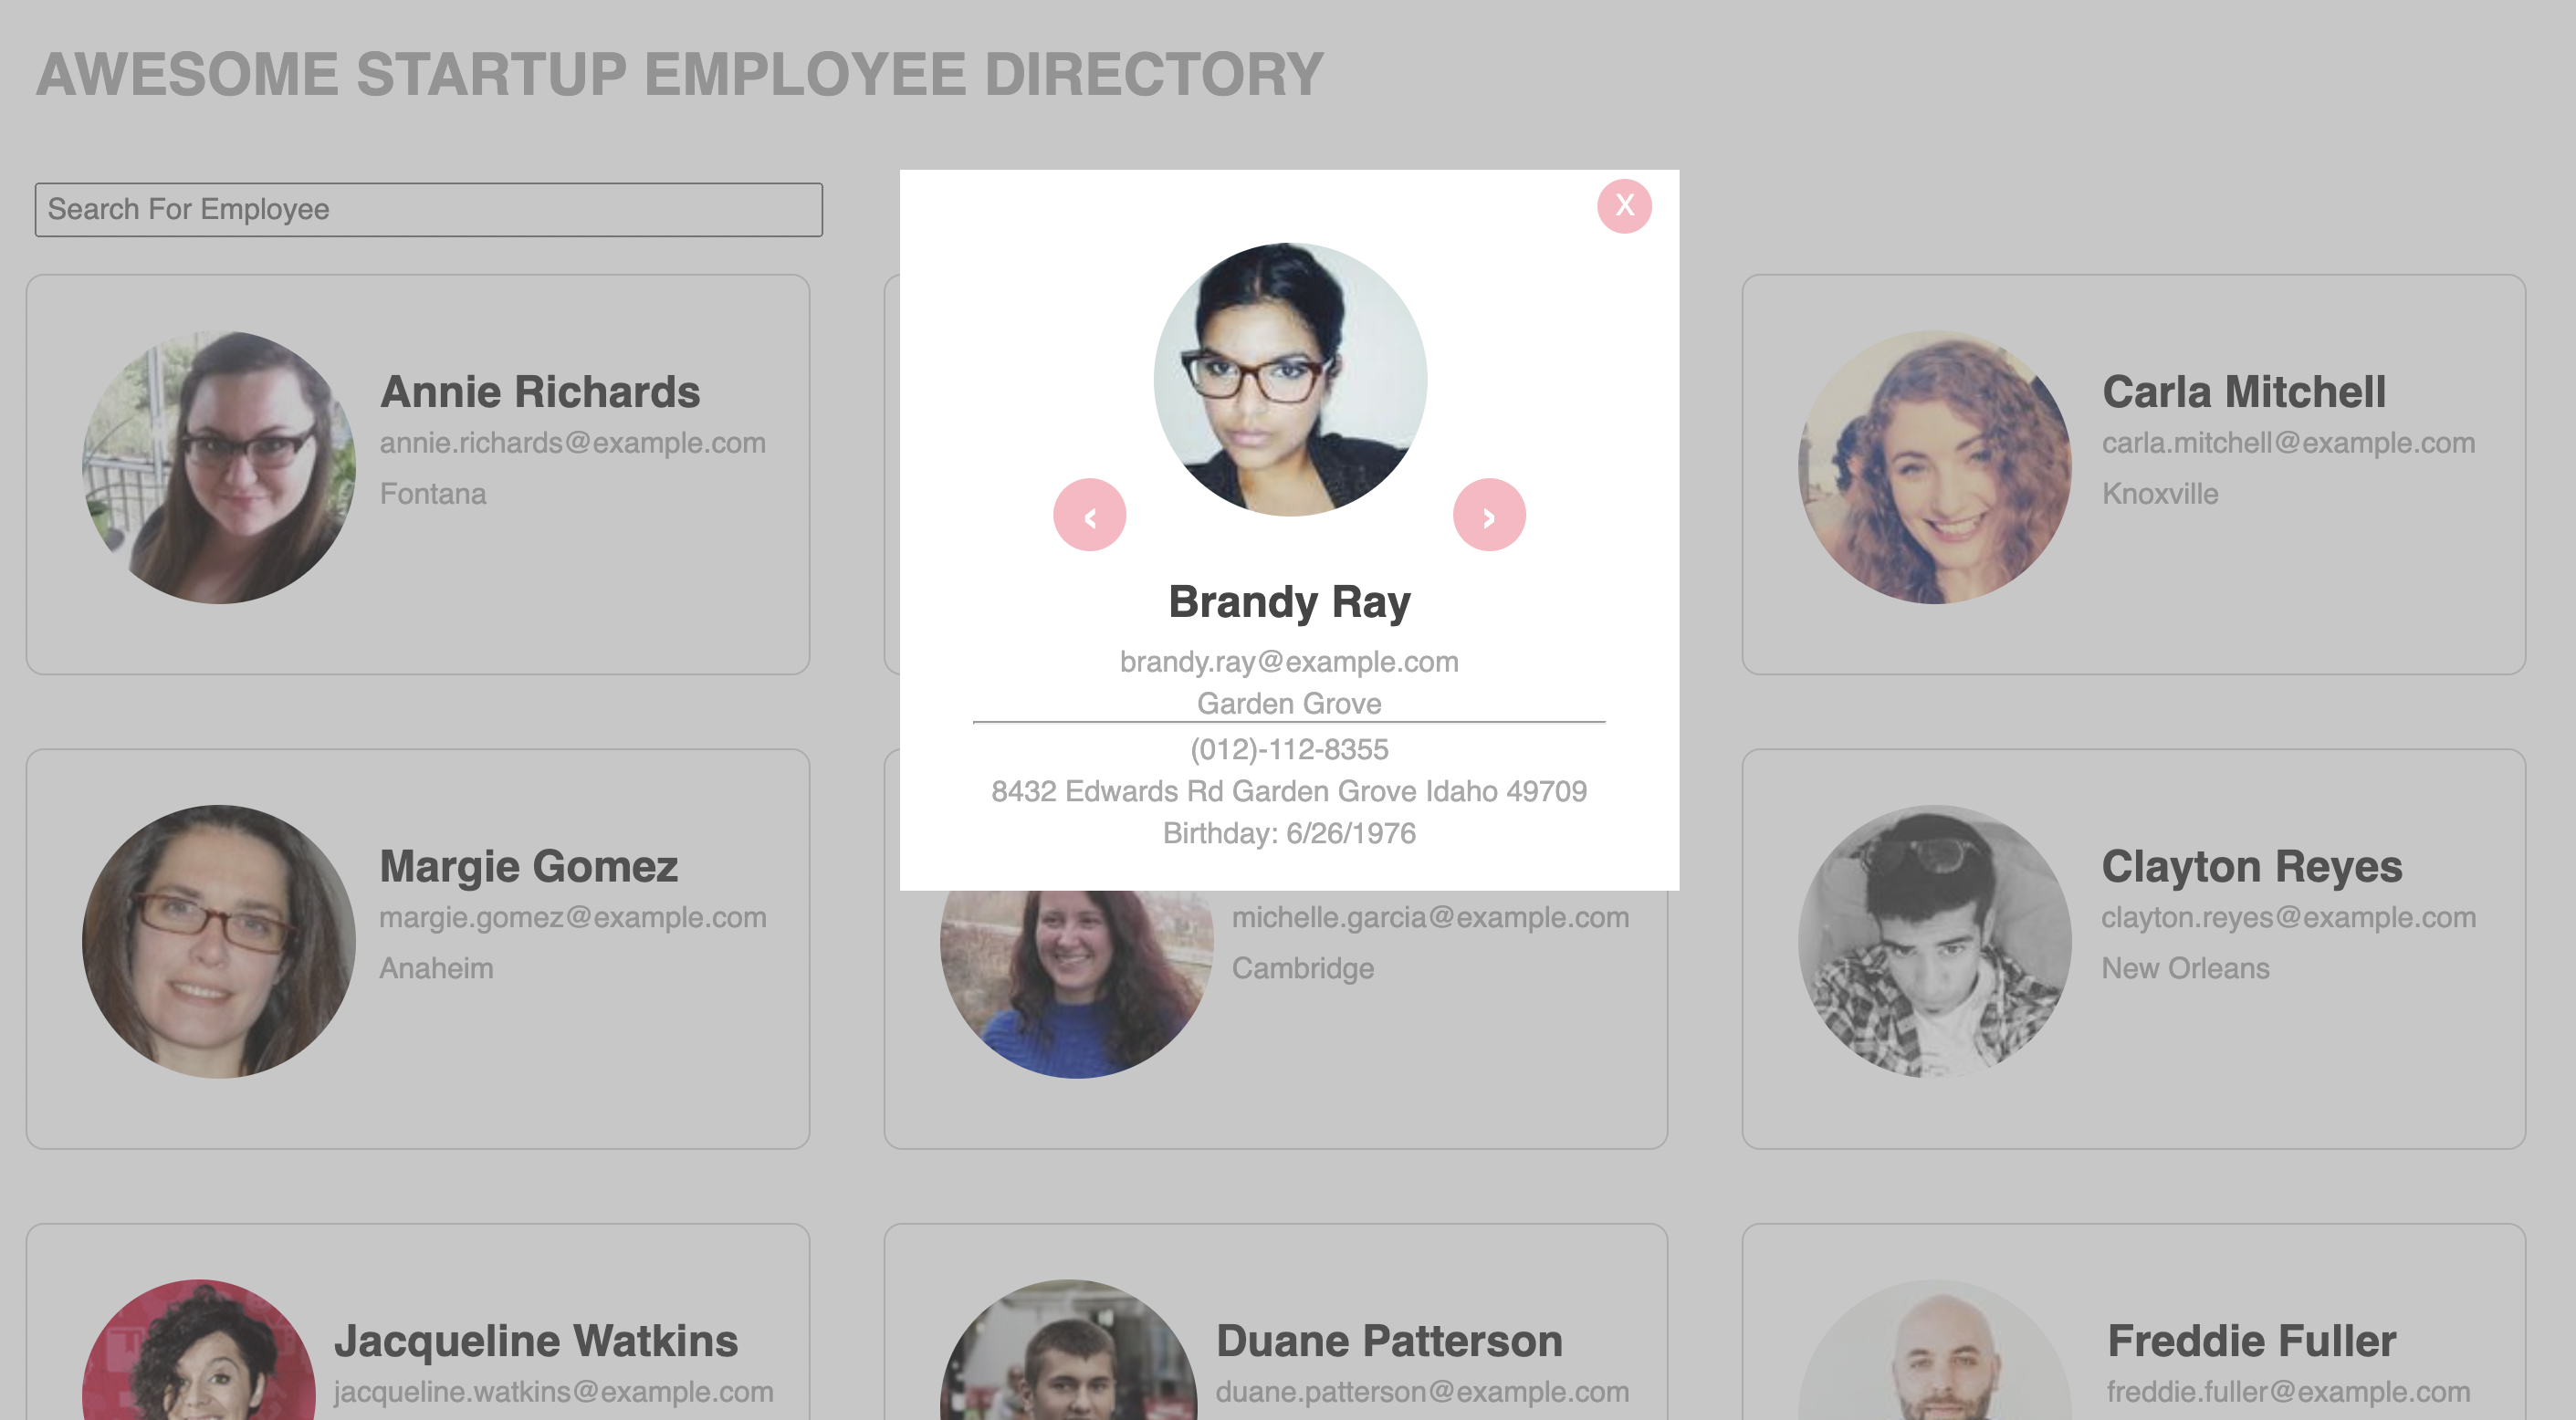 AWESOME STARTUP EMPLOYEE DIRECTORY
Search For Employee
X
Annie Richards
annie.richards@example.com
Fontana
‹
›
Brandy Ray
brandy.ray@example.com
Garden Grove
(012)-112-8355
8432 Edwards Rd Garden Grove Idaho 49709
Birthday: 6/26/1976
Carla Mitchell
carla.mitchell@example.com
Knoxville
Margie Gomez
margie.gomez@example.com
Anaheim
michelle.garcia@example.com
Cambridge
Clayton Reyes
clayton.reyes@example.com
New Orleans
Jacqueline Watkins
jacqueline.watkins@example.com
Duane Patterson
duane.patterson@example.com
Freddie Fuller
freddie.fuller@example.com